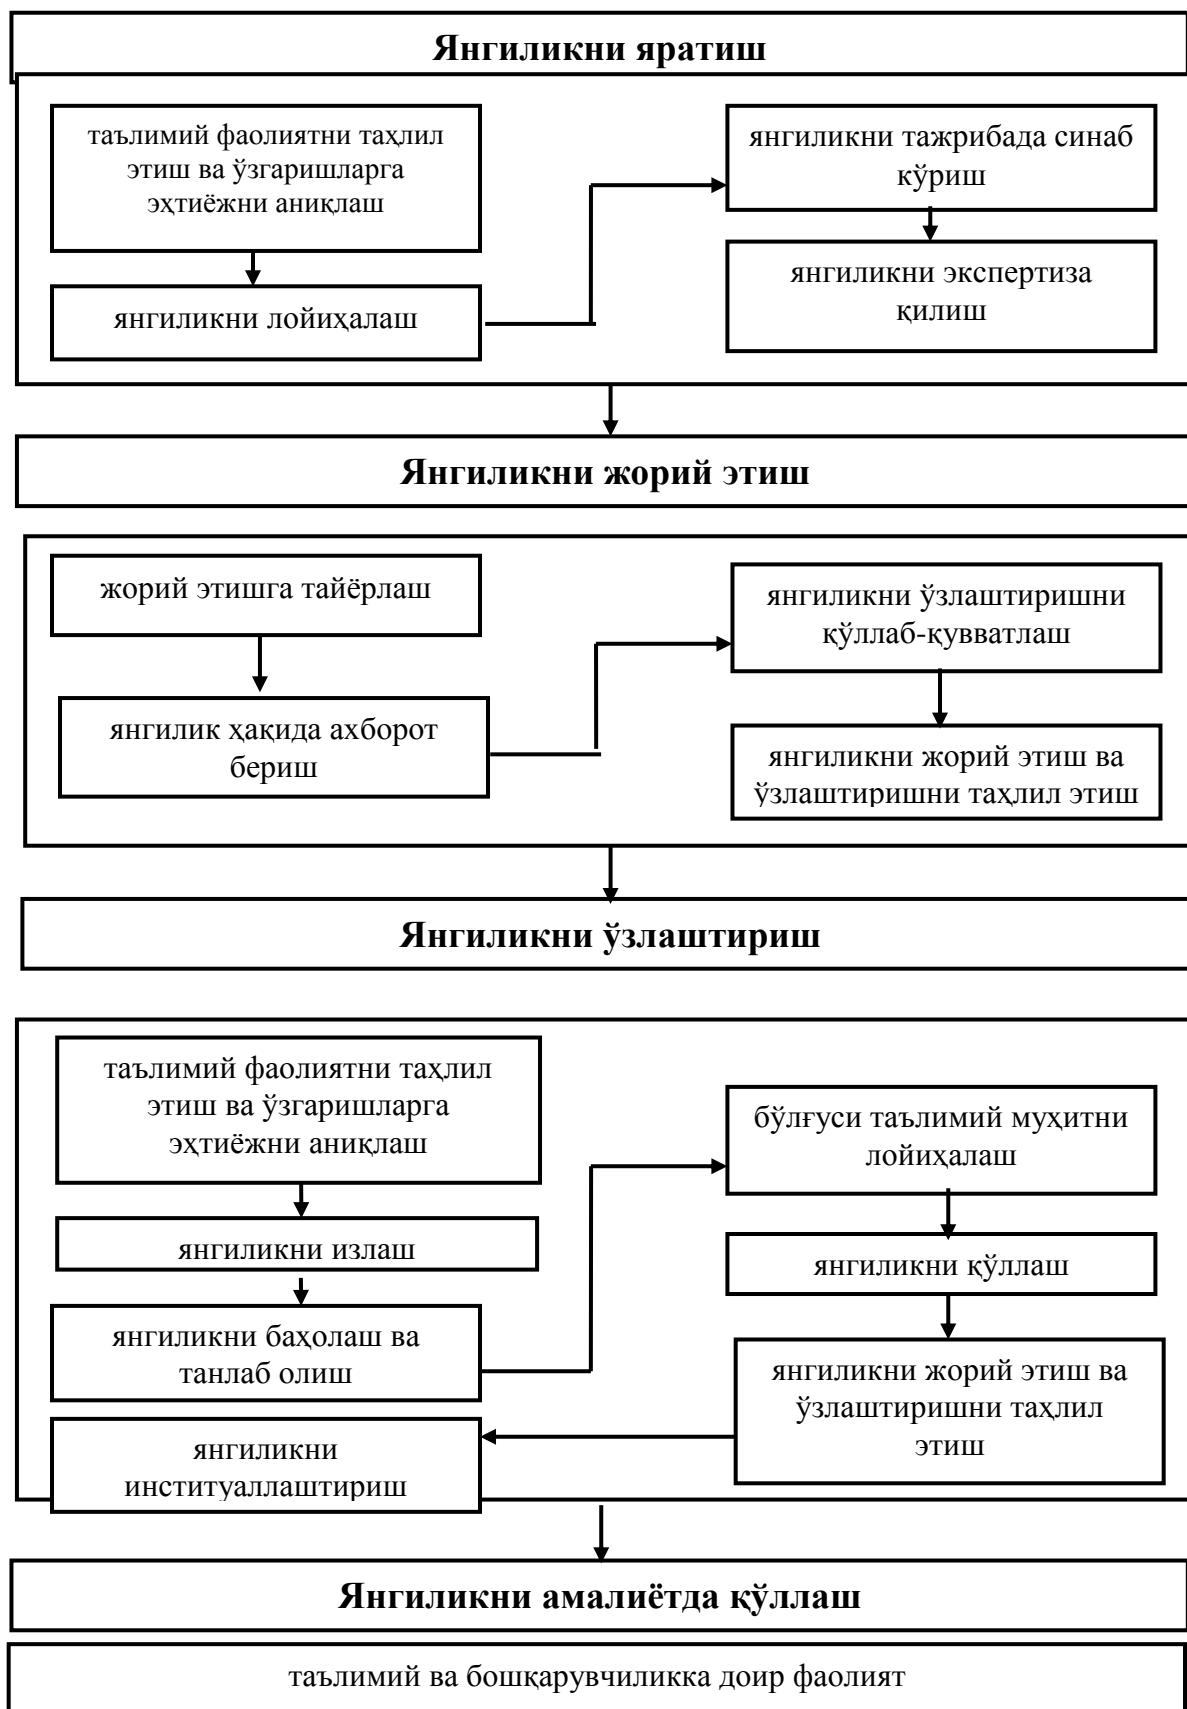 Янгиликни яратиш
таълимий фаолиятни таҳлил
этиш ва ўзгаришларга
эҳтиёжни аниқлаш
янгиликни лойиҳалаш
янгиликни тажрибада синаб
кўриш
янгиликни экспертиза
қилиш
Янгиликни жорий этиш
жорий этишга тайёрлаш
янгилик ҳақида ахборот
бериш
янгиликни ўзлаштиришни
қўллаб-қувватлаш
янгиликни жорий этиш ва
ўзлаштиришни таҳлил этиш
Янгиликни ўзлаштириш
таълимий фаолиятни таҳлил
этиш ва ўзгаришларга
эҳтиёжни аниқлаш
янгиликни излаш
янгиликни баҳолаш ва
танлаб олиш
бўлғуси таълимий муҳитни
лойиҳалаш
янгиликни қўллаш
янгиликни жорий этиш ва
ўзлаштиришни таҳлил
этиш
янгиликни
институаллаштириш
Янгиликни амалиётда қўллаш
таълимий ва бошқарувчиликка доир фаолият